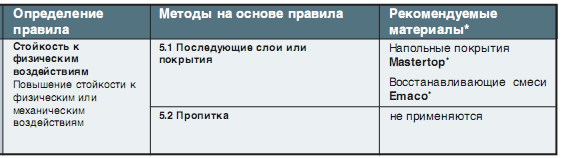 Определение правила
Методы на основе правила
Рекомендуемые материалы*
Стойкость к
физическим
воздействиям
Повышение стойкости к
физическим или
механическим
воздействиям
5.1 Последующие слои или
покрытия
Напольные покрытия
Mastertop*
Восстанавливающие смеси
Emaco*
5.2 Пропитка
не применяются